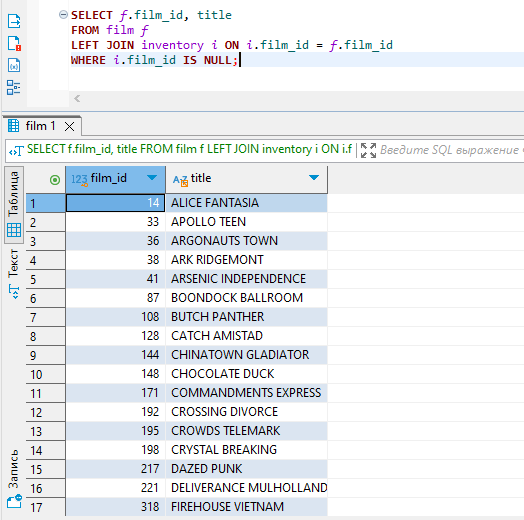 SELECT f.film_id, title
FROM film f
LEFT JOIN inventory i ON i.film_id = f.film_id
WHERE i.film_id IS NULL;
film 1
SELECT f.film_id, title FROM film f LEFT JOIN inventory i ON i.f
Введите SQL выражение
Таблица
Текст
Запись
123 film_id AZ title
1 14 ALICE FANTASIA
2 33 APOLLO TEEN
3 36 ARGONAUTS TOWN
4 38 ARK RIDGEMONT
5 41 ARSENIC INDEPENDENCE
6 87 BOONDOCK BALLROOM
7 108 BUTCH PANTHER
8 128 CATCH AMISTAD
9 144 CHINATOWN GLADIATOR
10 148 CHOCOLATE DUCK
11 171 COMMANDMENTS EXPRESS
12 192 CROSSING DIVORCE
13 195 CROWDS TELEMARK
14 198 CRYSTAL BREAKING
15 217 DAZED PUNK
16 221 DELIVERANCE MULHOLLAND
17 318 FIREHOUSE VIETNAM